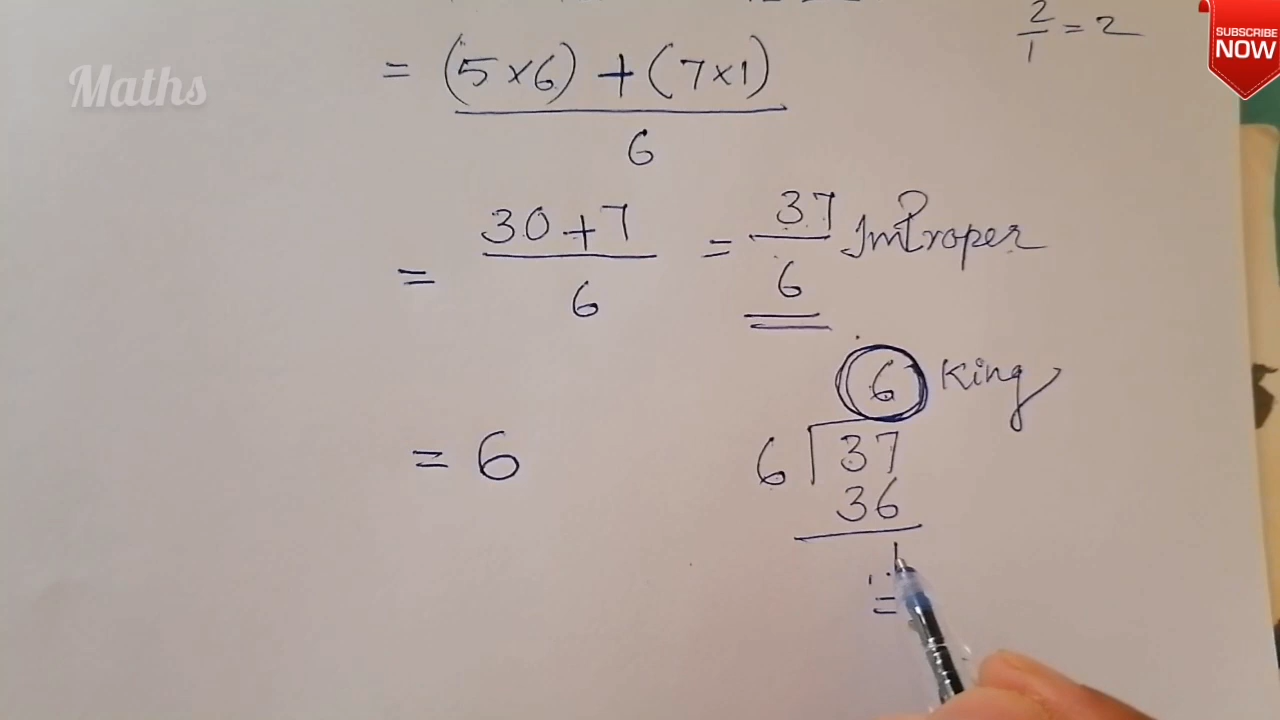 2/1 = 2
SUBSCRIBE NOW
Maths
= (5×6) + (7×1)
6
= 30+7 / 6 = 37 / 6 Improper
6 King
= 6
6 37
36
1
=